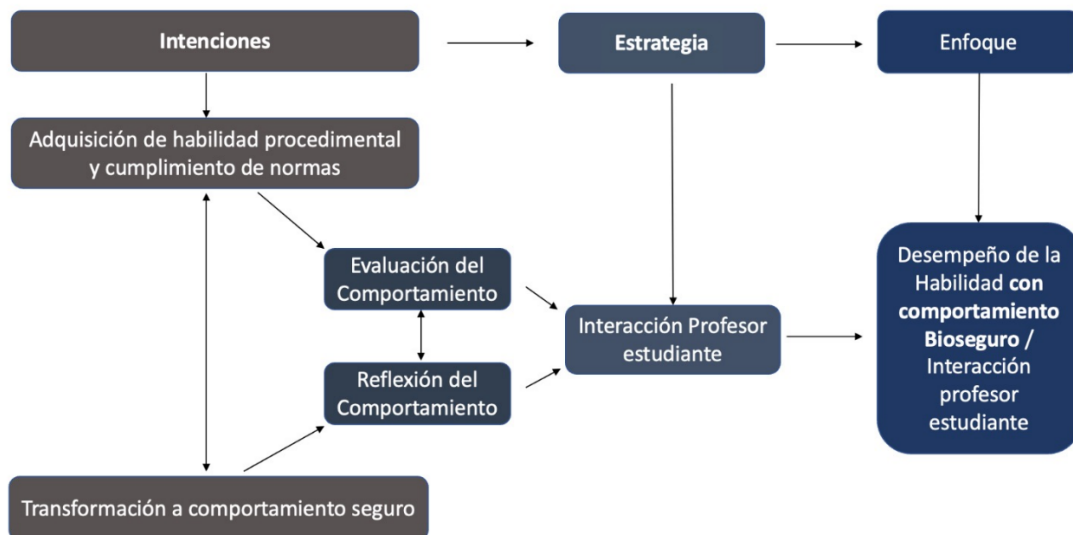 Intenciones
Estrategia
Enfoque
Adquisición de habilidad procedimental
y cumplimiento de normas
Evaluación del
Comportamiento
Reflexión del
Comportamiento
Interacción Profesor
estudiante
Desempeño de la
Habilidad con
comportamiento
Bioseguro /
Interacción
profesor
estudiante
Transformación a comportamiento seguro